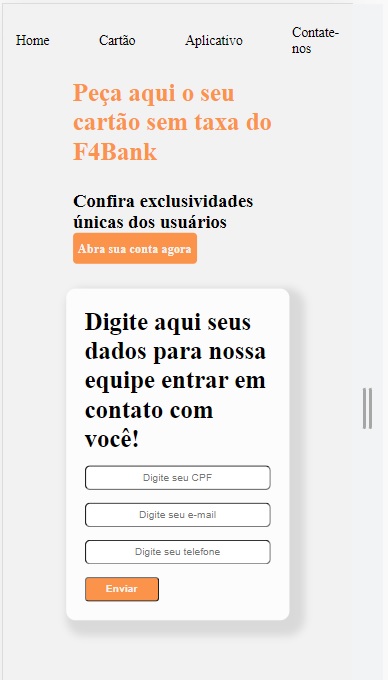 Home Cartão Aplicativo Contate-
nos
Peça aqui o seu
cartão sem taxa do
F4Bank
Confira exclusividades
únicas dos usuários
Abra sua conta agora
Digite aqui seus
dados para nossa
equipe entrar em
contato com
você!
Digite seu CPF
Digite seu e-mail
Digite seu telefone
Enviar